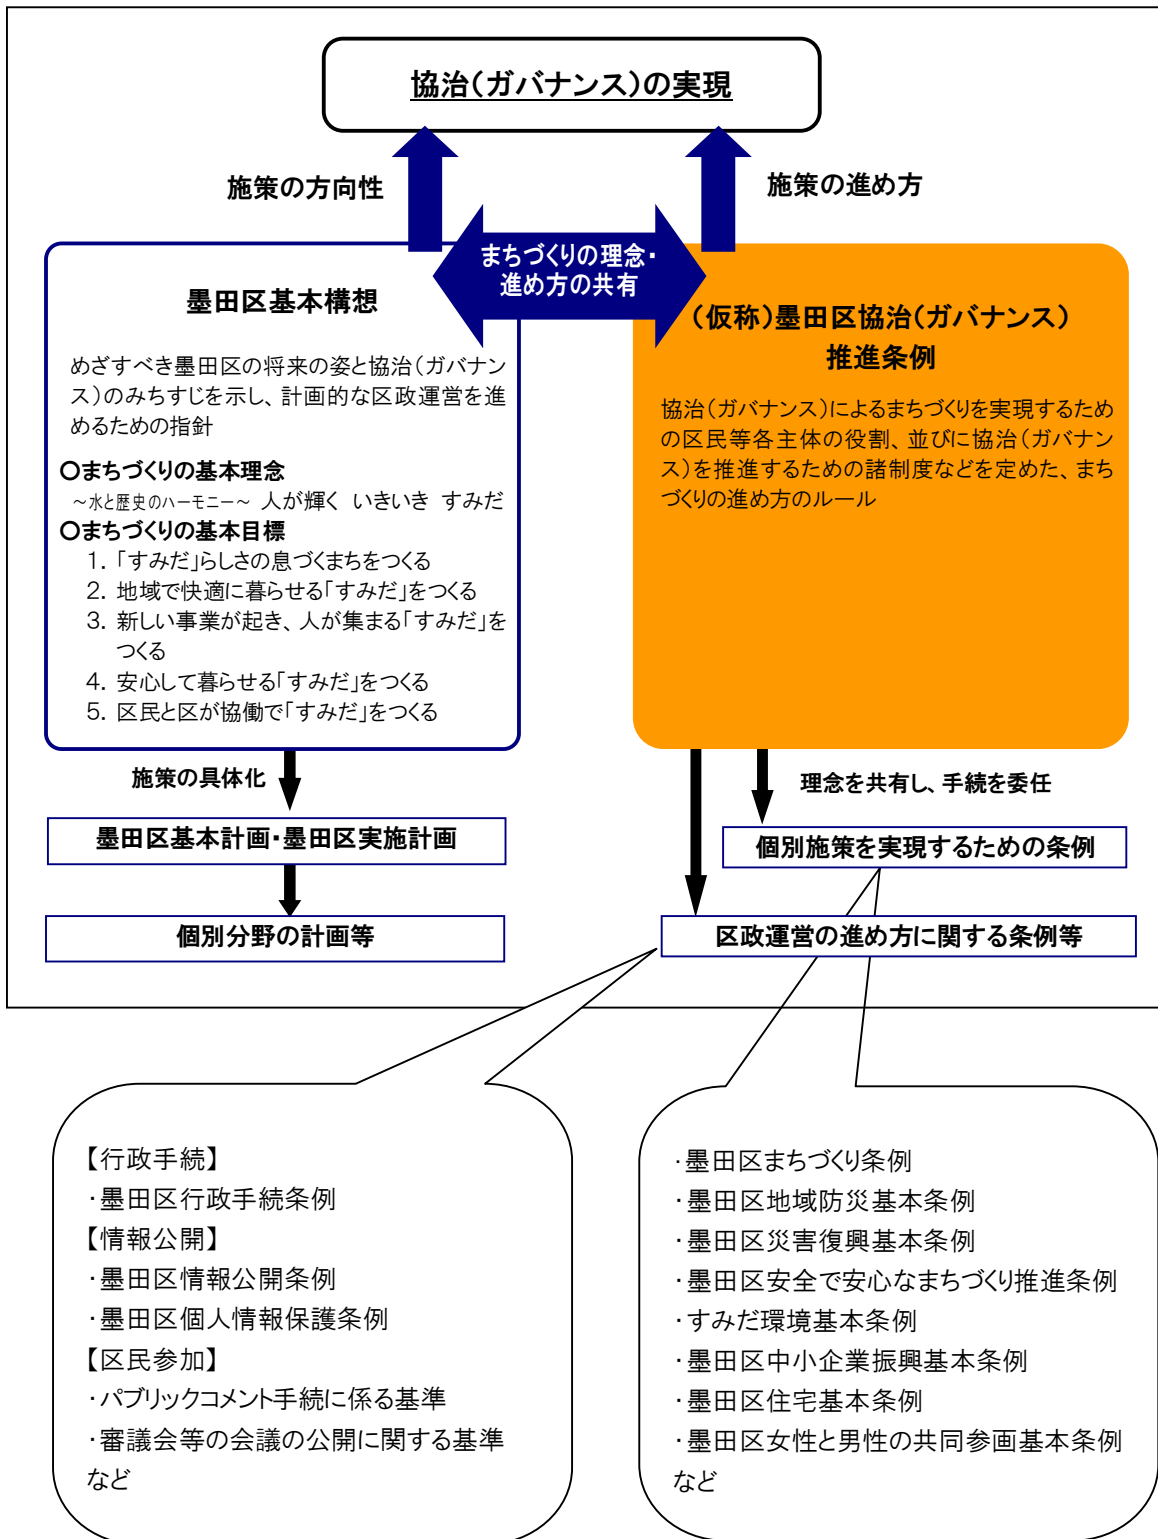 協治(ガバナンス)の実現
施策の方向性
施策の進め方
まちづくりの理念・
進め方の共有
墨田区基本構想
めざすべき墨田区の将来の姿と協治(ガバナン
ス)のみちすじを示し、計画的な区政運営を進
めるための指針
○まちづくりの基本理念
~水と歴史のハーモニー~ 人が輝く いきいき すみだ
○まちづくりの基本目標
1. 「すみだ」らしさの息づくまちをつくる
2. 地域で快適に暮らせる「すみだ」をつくる
3. 新しい事業が起き、人が集まる「すみだ」を
つくる
4. 安心して暮らせる「すみだ」をつくる
5. 区民と区が協働で「すみだ」をつくる
(仮称)墨田区協治(ガバナンス)
推進条例
協治(ガバナンス)によるまちづくりを実現するため
の区民等各主体の役割、並びに協治(ガバナン
ス)を推進するための諸制度などを定めた、まち
づくりの進め方のルール
施策の具体化
墨田区基本計画・墨田区実施計画
個別分野の計画等
理念を共有し、手続を委任
個別施策を実現するための条例
区政運営の進め方に関する条例等
【行政手続】
・墨田区行政手続条例
【情報公開】
・墨田区情報公開条例
・墨田区個人情報保護条例
【区民参加】
・パブリックコメント手続に係る基準
・審議会等の会議の公開に関する基準
など
・墨田区まちづくり条例
・墨田区地域防災基本条例
・墨田区災害復興基本条例
・墨田区安全で安心なまちづくり推進条例
・すみだ環境基本条例
・墨田区中小企業振興基本条例
・墨田区住宅基本条例
・墨田区女性と男性の共同参画基本条例
など